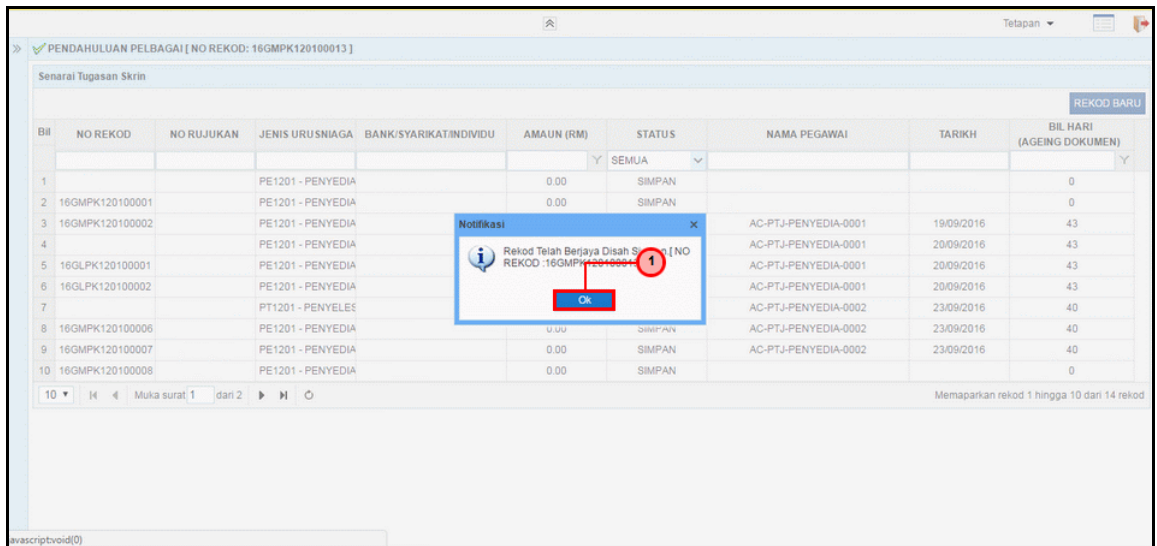 Tetapan
PENDAHULUAN PELBAGAI [ NO REKOD: 16GMPK120100013 ]
Senarai Tugasan Skrin
REKOD BARU
Bil NO REKOD NO RUJUKAN JENIS URUSNIAGA BANK/SYARIKAT/INDIVIDU AMAUN (RM) STATUS NAMA PEGAWAI TARIKH BIL HARI (AGEING DOKUMEN)
SEMUA
1 PE1201 - PENYEDIA 0.00 SIMPAN 0
2 16GMPK120100001 PE1201 - PENYEDIA 0.00 SIMPAN 0
3 16GMPK120100002 PE1201 - PENYEDIA AC-PTJ-PENYEDIA-0001 19/09/2016 43
4 PE1201 - PENYEDIA AC-PTJ-PENYEDIA-0001 20/09/2016 43
5 16GLPK120100001 PE1201 - PENYEDIA AC-PTJ-PENYEDIA-0001 20/09/2016 43
6 16GLPK120100002 PE1201 - PENYEDIA AC-PTJ-PENYEDIA-0001 20/09/2016 43
7 PT1201 - PENYELES AC-PTJ-PENYEDIA-0002 23/09/2016 40
8 16GMPK120100006 PE1201 - PENYEDIA 0.00 SIMPAN AC-PTJ-PENYEDIA-0002 23/09/2016 40
9 16GMPK120100007 PE1201 - PENYEDIA 0.00 SIMPAN AC-PTJ-PENYEDIA-0002 23/09/2016 40
10 16GMPK120100008 PE1201 - PENYEDIA 0.00 SIMPAN 0
Notifikasi
Rekod Telah Berjaya Disah [ NO
REKOD :16GMPK120100013
1
Ok
10 Muka surat 1 dari 2 Memaparkan rekod 1 hingga 10 dari 14 rekod
avascript:void(0)